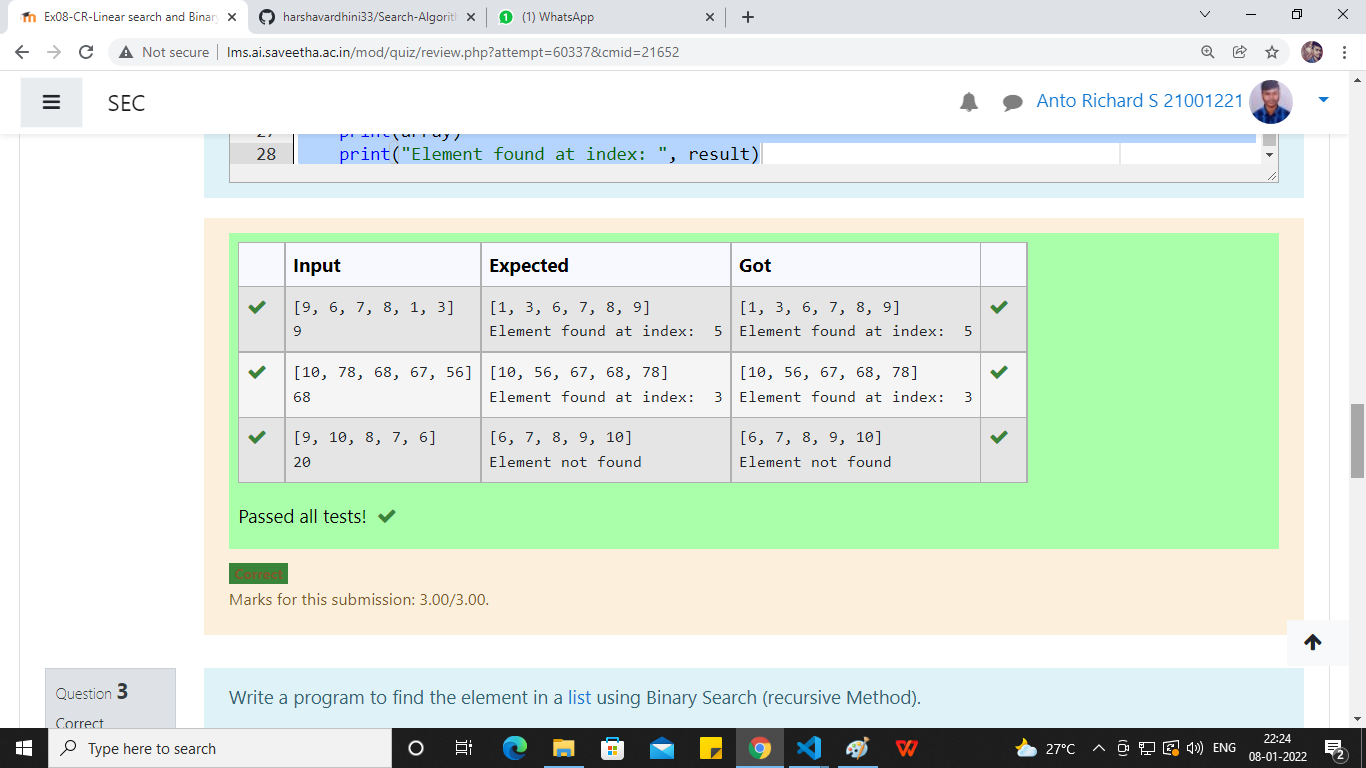 Ex08-CR-Linear search and Binary
harshavardhini33/Search-Algorith
(1) WhatsApp
Not secure
lms.ai.saveetha.ac.in/mod/quiz/review.php?attempt=60337&cmid=21652
SEC
Anto Richard S 21001221
27 print(array)
28 print("Element found at index: ", result)
Input Expected Got
[9, 6, 7, 8, 1, 3] [1, 3, 6, 7, 8, 9] [1, 3, 6, 7, 8, 9]
9 Element found at index:  5 Element found at index:  5
[10, 78, 68, 67, 56] [10, 56, 67, 68, 78] [10, 56, 67, 68, 78]
68 Element found at index:  3 Element found at index:  3
[9, 10, 8, 7, 6] [6, 7, 8, 9, 10] [6, 7, 8, 9, 10]
20 Element not found Element not found
Passed all tests!
Correct
Marks for this submission: 3.00/3.00.
Question 3
Correct
Write a program to find the element in a list using Binary Search (recursive Method).
Type here to search
27°C
ENG
22:24
08-01-2022
2